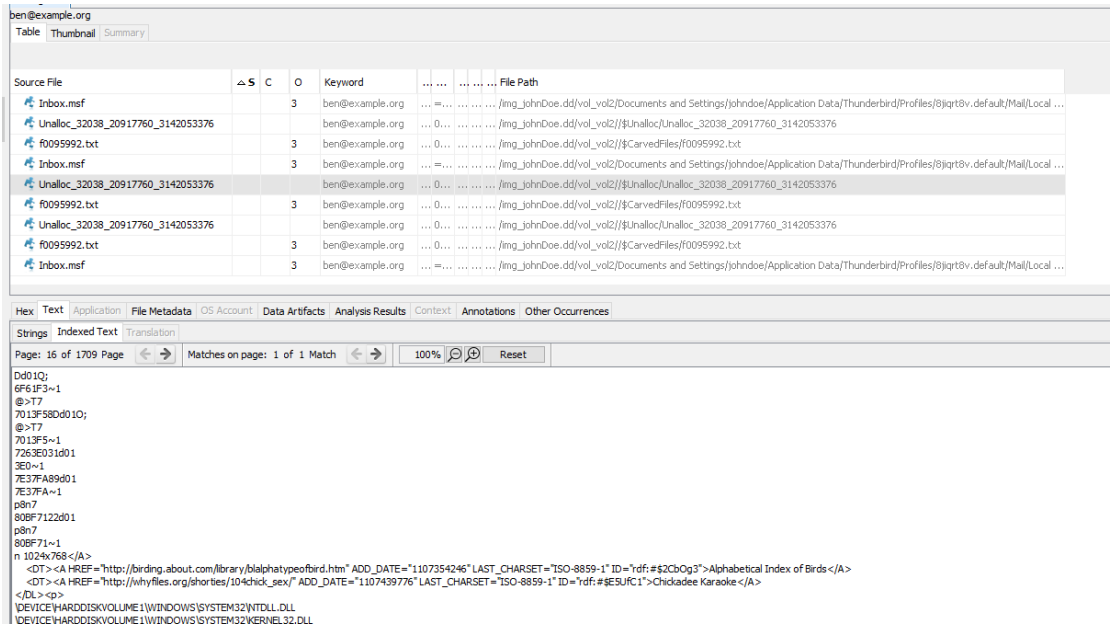 ben@example.org
Table Thumbnail Summary
Source File S C O Keyword ... ... ... ... ... File Path
Inbox.msf 3 ben@example.org ... =... ... ... ... /img_johnDoe.dd/vol_vol2/Documents and Settings/johndoe/Application Data/Thunderbird/Profiles/8jiqrt8v.default/Mail/Local ...
Unalloc_32038_20917760_3142053376 ben@example.org ... 0... ... ... ... /img_johnDoe.dd/vol_vol2//$Unalloc/Unalloc_32038_20917760_3142053376
f0095992.txt 3 ben@example.org ... 0... ... ... ... /img_johnDoe.dd/vol_vol2//$CarvedFiles/f0095992.txt
Inbox.msf 3 ben@example.org ... =... ... ... ... /img_johnDoe.dd/vol_vol2/Documents and Settings/johndoe/Application Data/Thunderbird/Profiles/8jiqrt8v.default/Mail/Local ...
Unalloc_32038_20917760_3142053376 ben@example.org ... 0... ... ... ... /img_johnDoe.dd/vol_vol2//$Unalloc/Unalloc_32038_20917760_3142053376
f0095992.txt 3 ben@example.org ... 0... ... ... ... /img_johnDoe.dd/vol_vol2//$CarvedFiles/f0095992.txt
Unalloc_32038_20917760_3142053376 ben@example.org ... 0... ... ... ... /img_johnDoe.dd/vol_vol2//$Unalloc/Unalloc_32038_20917760_3142053376
f0095992.txt 3 ben@example.org ... 0... ... ... ... /img_johnDoe.dd/vol_vol2//$CarvedFiles/f0095992.txt
Inbox.msf 3 ben@example.org ... =... ... ... ... /img_johnDoe.dd/vol_vol2/Documents and Settings/johndoe/Application Data/Thunderbird/Profiles/8jiqrt8v.default/Mail/Local ...
Hex Text Application File Metadata OS Account Data Artifacts Analysis Results Context Annotations Other Occurrences
Strings Indexed Text Translation
Page: 16 of 1709 Page Matches on page: 1 of 1 Match 100% Reset
Dd01Q;
6F61F3~1
@>T7
7013F58Dd01O;
@>T7
7013F5~1
7263E031d01
3E0~1
7E37FA89d01
7E37FA~1
p8n7
80BF7122d01
p8n7
80BF71~1
n 1024x768</A>
<DT><A HREF="http://birding.about.com/library/blalphatypeofbird.htm" ADD_DATE="1107354246" LAST_CHARSET="ISO-8859-1" ID="rdf:#$2CbOg3">Alphabetical Index of Birds</A>
<DT><A HREF="http://whyfiles.org/shorties/104chick_sex/" ADD_DATE="1107439776" LAST_CHARSET="ISO-8859-1" ID="rdf:#$E5UfC1">Chickadee Karaoke</A>
</DL><p>
\DEVICE\HARDDISKVOLUME1\WINDOWS\SYSTEM32\NTDLL.DLL
\DEVICE\HARDDISKVOLUME1\WINDOWS\SYSTEM32\KERNEL32.DLL